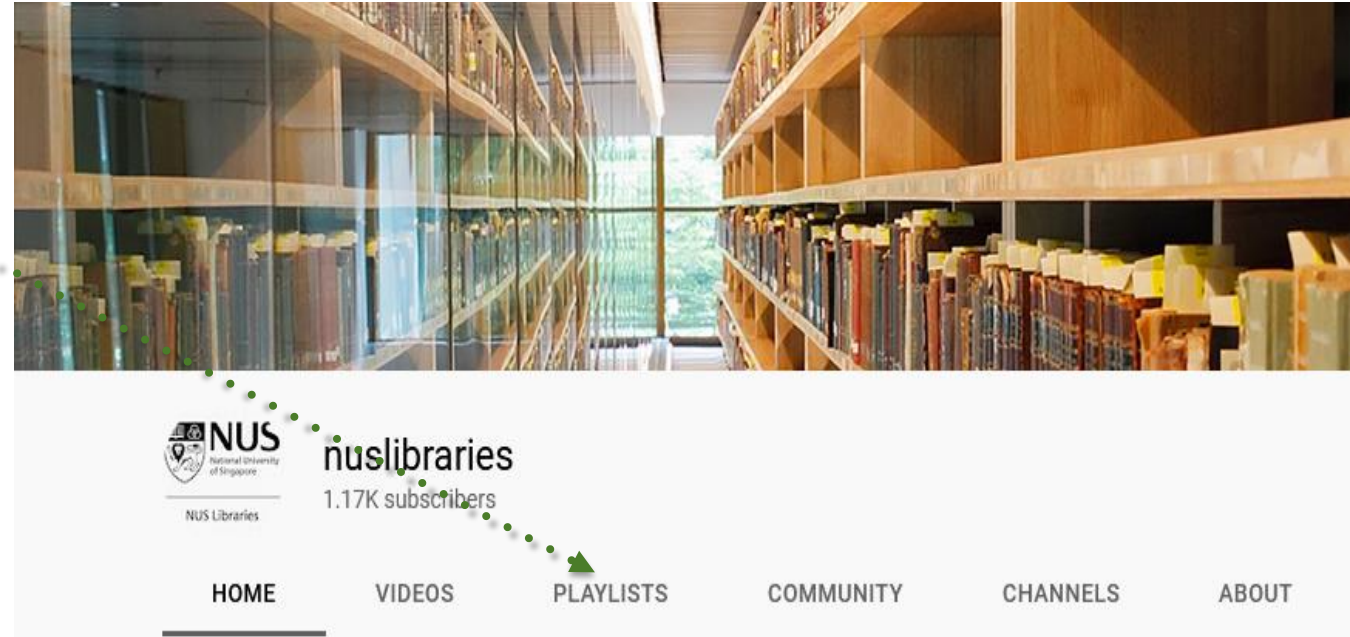 NUS
National University
of Singapore
NUS Libraries
nuslibraries
1.17K subscribers
HOME VIDEOS PLAYLISTS COMMUNITY CHANNELS ABOUT